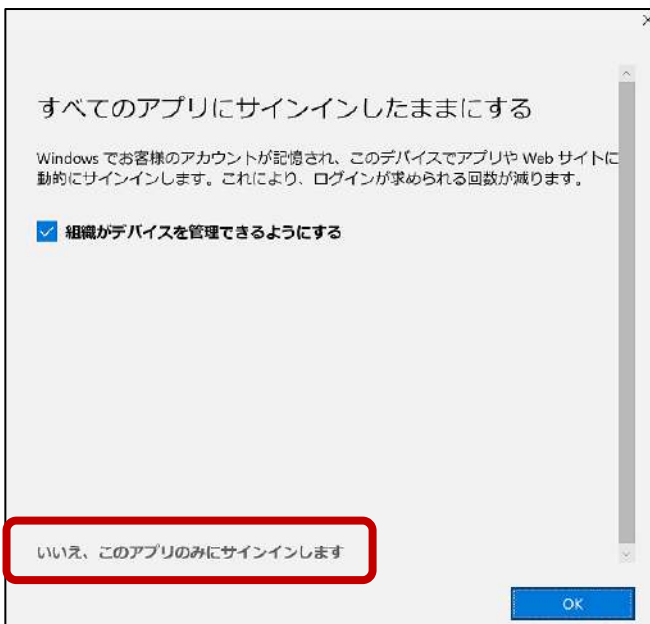 すべてのアプリにサインインしたままにする
Windows でお客様のアカウントが記憶され、このデバイスでアプリや Web サイトに
動的にサインインします。これにより、ログインが求められる回数が減ります。
組織がデバイスを管理できるようにする
いいえ、このアプリのみにサインインします
OK